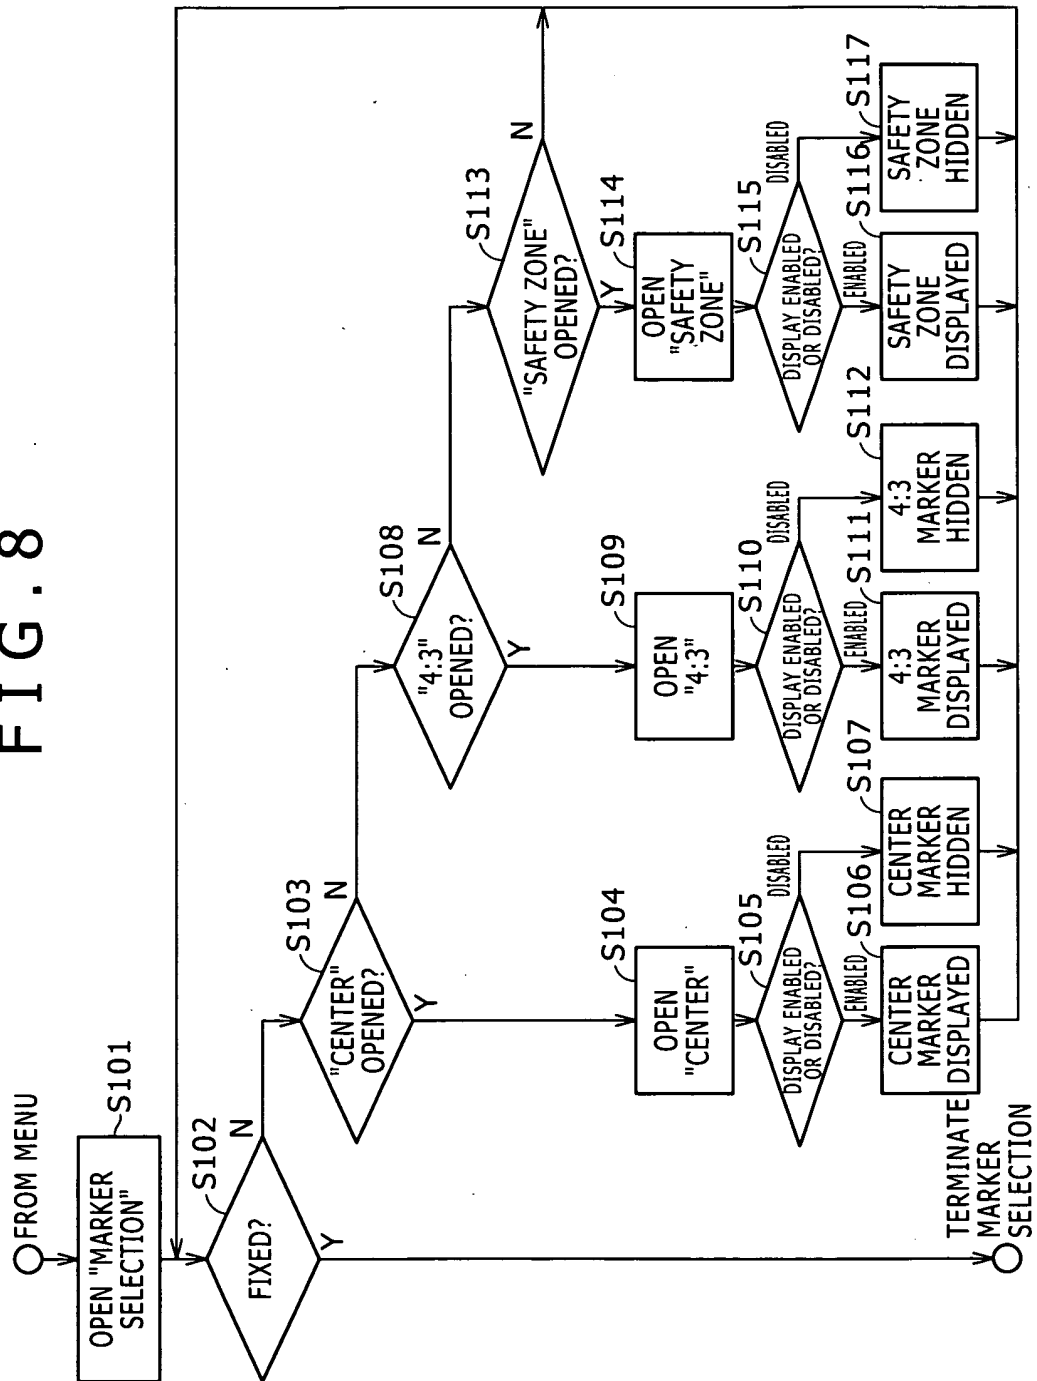 FIG. 8
FROM MENU
OPEN "MARKER
SELECTION"
S101
FIXED?
S102
N
Y
TERMINATE
MARKER
SELECTION
"CENTER"
OPENED?
S103
N
Y
OPEN
"CENTER"
S104
DISPLAY ENABLED
OR DISABLED?
S105
ENABLED
DISABLED
CENTER
MARKER
DISPLAYED
S106
CENTER
MARKER
HIDDEN
S107
"4:3"
OPENED?
S108
N
Y
OPEN
"4:3"
S109
DISPLAY ENABLED
OR DISABLED?
S110
ENABLED
DISABLED
4:3
MARKER
DISPLAYED
S111
4:3
MARKER
HIDDEN
S112
"SAFETY ZONE"
OPENED?
S113
N
Y
OPEN
"SAFETY
ZONE"
S114
DISPLAY ENABLED
OR DISABLED?
S115
ENABLED
DISABLED
SAFETY
ZONE
DISPLAYED
S116
SAFETY
ZONE
HIDDEN
S117